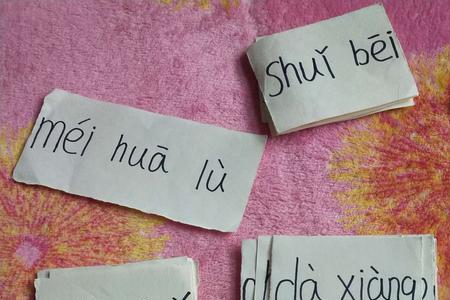 shuǐ bēi
méi huā lù
dà xiàng